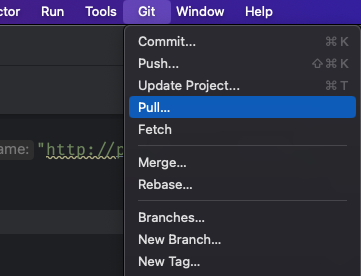 ctor Run Tools Git Window Help
Commit... ⌘K
Push... ⇧⌘K
Update Project... ⌘T
Pull...
ame: "http://p
Fetch
Merge...
Rebase...
Branches...
New Branch...
New Tag...